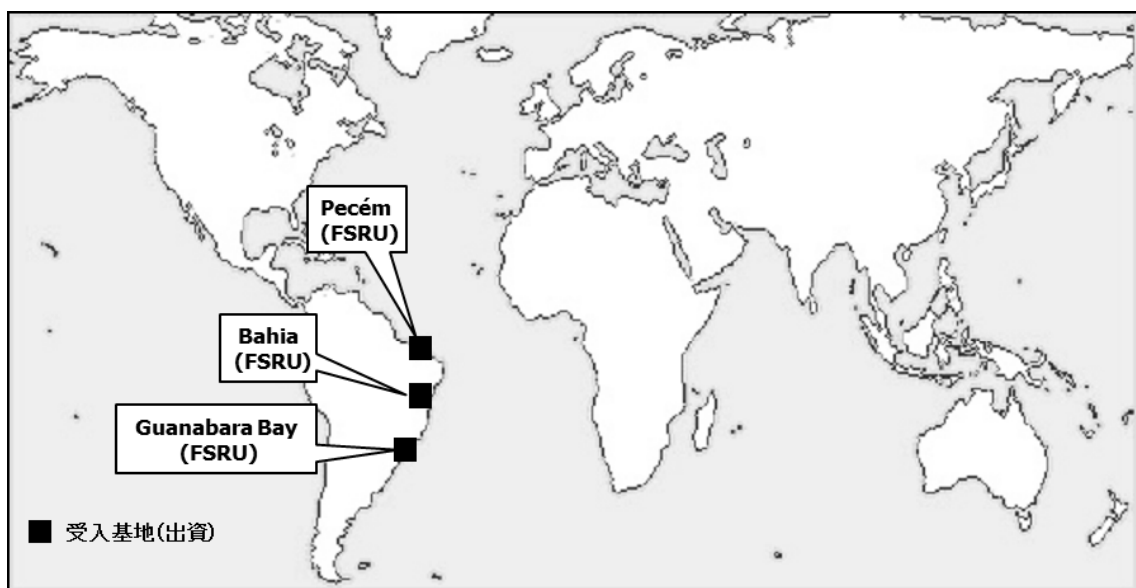 Pecém
(FSRU)
Bahia
(FSRU)
Guanabara Bay
(FSRU)
受入基地(出資)